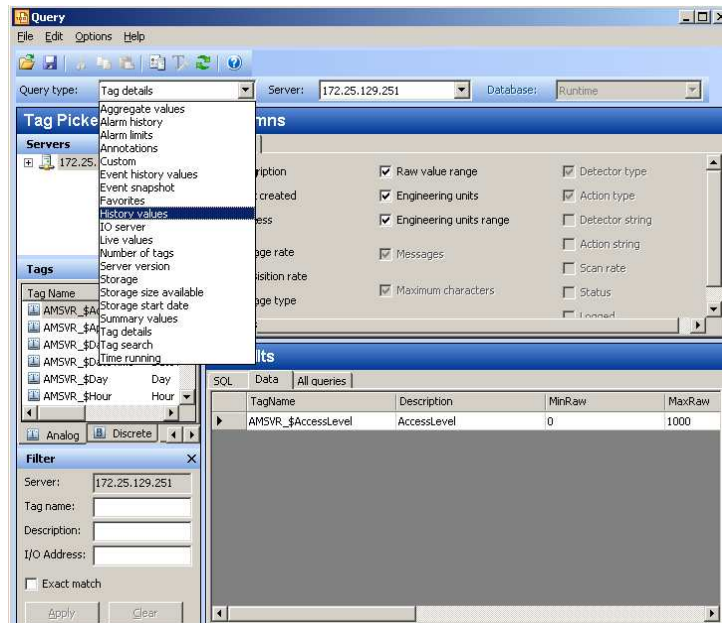 Query
File Edit Options Help
Query type: Tag details Server: 172.25.129.251 Database: Runtime
Tag Picke mns
Servers
172.25.
Aggregate values
Alarm history
Alarm limits
Annotations
Custom
Event history values
Event snapshot
Favorites
History values
IO server
Live values
Number of tags
Server version
Storage
Storage size available
Storage start date
Summary values
Tag details
Tag search
Time running
ription Raw value range Detector type
created Engineering units Action type
ess Engineering units range Detector string
age rate Messages Action string
isition rate Scan rate
age type Maximum characters Status
Logged
Tags
Tag Name
AMSVR_$Ac
AMSVR_$Ap
AMSVR_$Da
AMSVR_$Day Day
AMSVR_$Hour Hour
Analog Discrete
lts
SQL Data All queries
TagName Description MinRaw MaxRaw
AMSVR_$AccessLevel AccessLevel 0 1000
Filter
Server: 172.25.129.251
Tag name:
Description:
I/O Address:
Exact match
Apply Clear